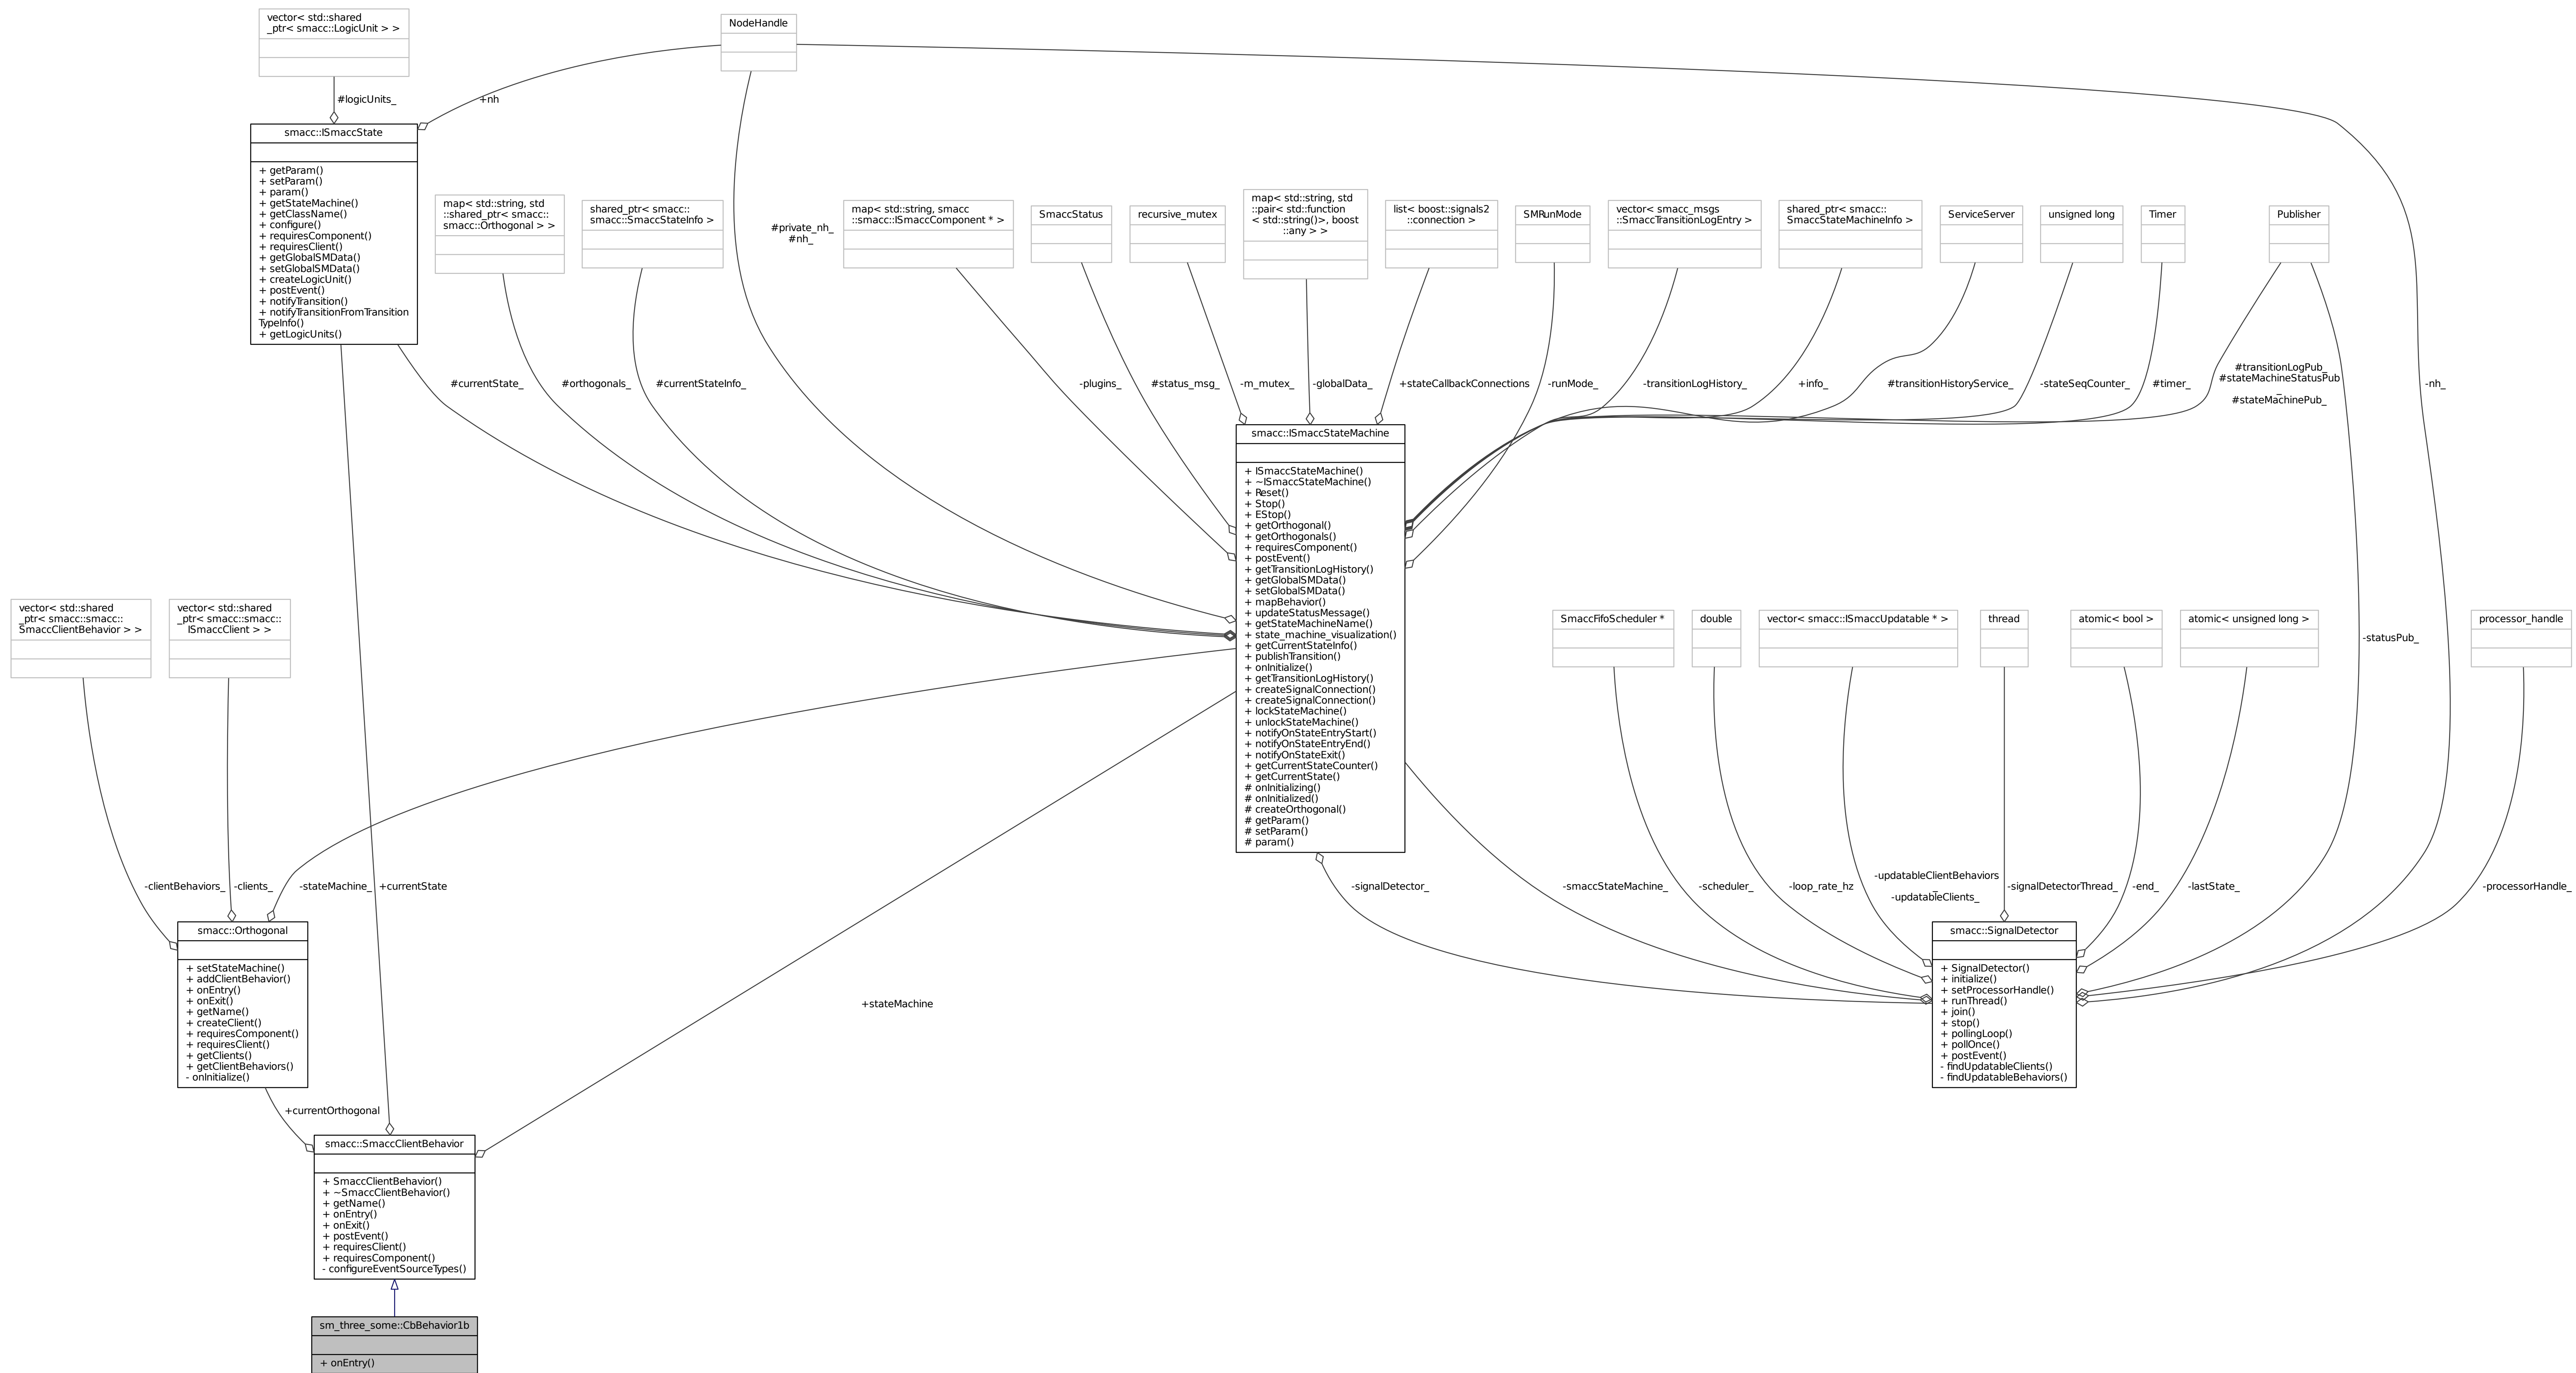 vector< std::shared
_ptr< smacc::LogicUnit > >
NodeHandle
#logicUnits_
+nh
smacc::ISmaccState
+ getParam()
+ setParam()
+ param()
+ getStateMachine()
+ getClassName()
+ configure()
+ requiresComponent()
+ requiresClient()
+ getGlobalSMData()
+ setGlobalSMData()
+ createLogicUnit()
+ postEvent()
+ notifyTransition()
+ notifyTransitionFromTransition
TypeInfo()
+ getLogicUnits()
map< std::string, std
::shared_ptr< smacc::
smacc::Orthogonal > >
shared_ptr< smacc::
smacc::SmaccStateInfo >
#private_nh_
#nh_
map< std::string, smacc
::smacc::ISmaccComponent * >
SmaccStatus
recursive_mutex
map< std::string, std
::pair< std::function
< std::string()>, boost
::any > >
list< boost::signals2
::connection >
SMRunMode
vector< smacc_msgs
::SmaccTransitionLogEntry >
shared_ptr< smacc::
SmaccStateMachineInfo >
ServiceServer
unsigned long
Timer
Publisher
#currentState_
#orthogonals_
#currentStateInfo_
-plugins_
#status_msg_
-m_mutex_
-globalData_
+stateCallbackConnections
-runMode_
-transitionLogHistory_
+info_
#transitionHistoryService_
-stateSeqCounter_
#timer_
#transitionLogPub_
#stateMachineStatusPub
_
#stateMachinePub_
-nh_
smacc::ISmaccStateMachine
+ ISmaccStateMachine()
+ ~ISmaccStateMachine()
+ Reset()
+ Stop()
+ EStop()
+ getOrthogonal()
+ getOrthogonals()
+ requiresComponent()
+ postEvent()
+ getTransitionLogHistory()
+ getGlobalSMData()
+ setGlobalSMData()
+ mapBehavior()
+ updateStatusMessage()
+ getStateMachineName()
+ state_machine_visualization()
+ getCurrentStateInfo()
+ publishTransition()
+ onInitialize()
+ getTransitionLogHistory()
+ createSignalConnection()
+ createSignalConnection()
+ lockStateMachine()
+ unlockStateMachine()
+ notifyOnStateEntryStart()
+ notifyOnStateEntryEnd()
+ notifyOnStateExit()
+ getCurrentStateCounter()
+ getCurrentState()
# onInitializing()
# onInitialized()
# createOrthogonal()
# getParam()
# setParam()
# param()
vector< std::shared
_ptr< smacc::smacc::
SmaccClientBehavior > >
vector< std::shared
_ptr< smacc::smacc::
ISmaccClient > >
SmaccFifoScheduler *
double
vector< smacc::ISmaccUpdatable * >
thread
atomic< bool >
atomic< unsigned long >
-statusPub_
processor_handle
-clientBehaviors_
-clients_
-stateMachine_
+currentState
-signalDetector_
-smaccStateMachine_
-scheduler_
-loop_rate_hz
-updatableClientBehaviors
_
-updatableClients_
-signalDetectorThread_
-end_
-lastState_
-processorHandle_
smacc::Orthogonal
+ setStateMachine()
+ addClientBehavior()
+ onEntry()
+ onExit()
+ getName()
+ createClient()
+ requiresComponent()
+ requiresClient()
+ getClients()
+ getClientBehaviors()
- onInitialize()
smacc::SignalDetector
+ SignalDetector()
+ initialize()
+ setProcessorHandle()
+ runThread()
+ join()
+ stop()
+ pollingLoop()
+ pollOnce()
+ postEvent()
- findUpdatableClients()
- findUpdatableBehaviors()
+stateMachine
+currentOrthogonal
smacc::SmaccClientBehavior
+ SmaccClientBehavior()
+ ~SmaccClientBehavior()
+ getName()
+ onEntry()
+ onExit()
+ postEvent()
+ requiresClient()
+ requiresComponent()
- configureEventSourceTypes()
sm_three_some::CbBehavior1b
+ onEntry()